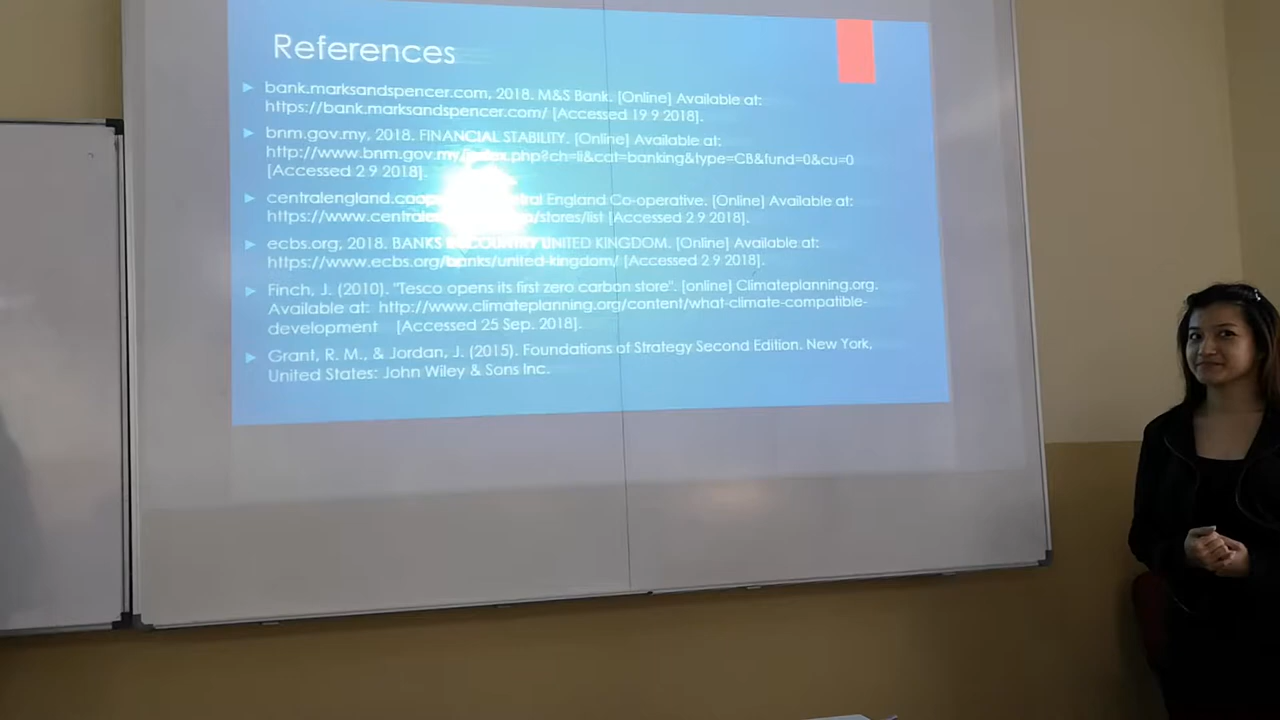 References
bank.marksandspencer.com, 2018. M&S Bank. [Online] Available at:
https://bank.marksandspencer.com/ [Accessed 19 9 2018].
bnm.gov.my, 2018. FINANCIAL STABILITY. [Online] Available at:
http://www.bnm.gov.my/index.php?ch=li&cat=banking&type=CB&fund=0&cu=0
[Accessed 2 9 2018].
England Co-operative. [Online] Available at:
[Accessed 2 9 2018].
ecbs.org, 2018. BANKS IN COUNTRY UNITED KINGDOM. [Online] Available at:
https://www.ecbs.org/banks/united-kingdom/ [Accessed 2 9 2018].
Finch, J. (2010). "Tesco opens its first zero carbon store". [online] Climateplanning.org.
Available at: http://www.climateplanning.org/content/what-climate-compatible-
development [Accessed 25 Sep. 2018].
Grant, R. M., & Jordan, J. (2015). Foundations of Strategy Second Edition. New York,
United States: John Wiley & Sons Inc.